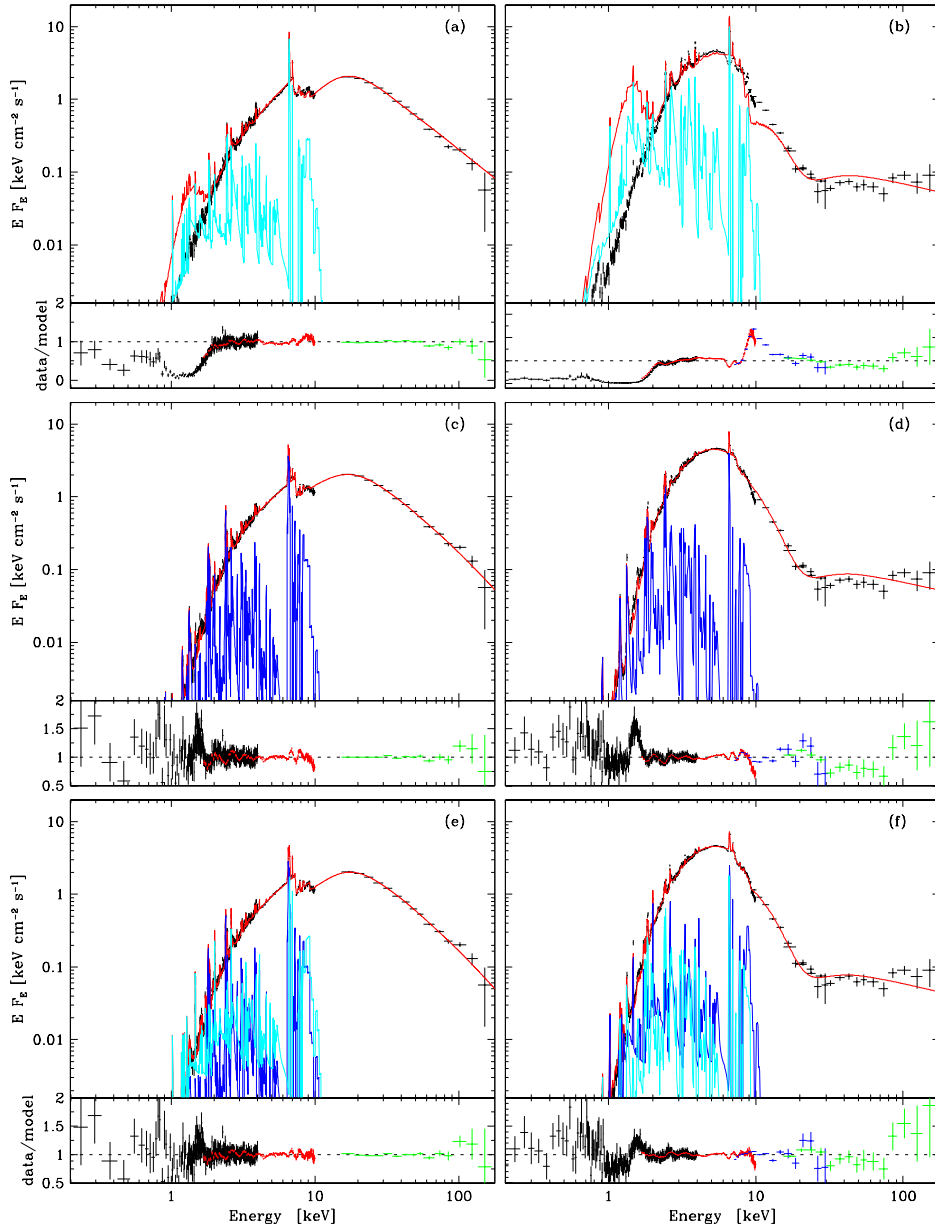 (a)
(b)
10
1
0.1
0.01
E F_E [keV cm⁻² s⁻¹]
2
1
0
data/model
(c)
(d)
10
1
0.1
0.01
E F_E [keV cm⁻² s⁻¹]
2
1.5
1
0.5
(e)
(f)
10
1
0.1
0.01
E F_E [keV cm⁻² s⁻¹]
2
1.5
1
0.5
data/model
1 10 100 1 10 100
Energy [keV] Energy [keV]